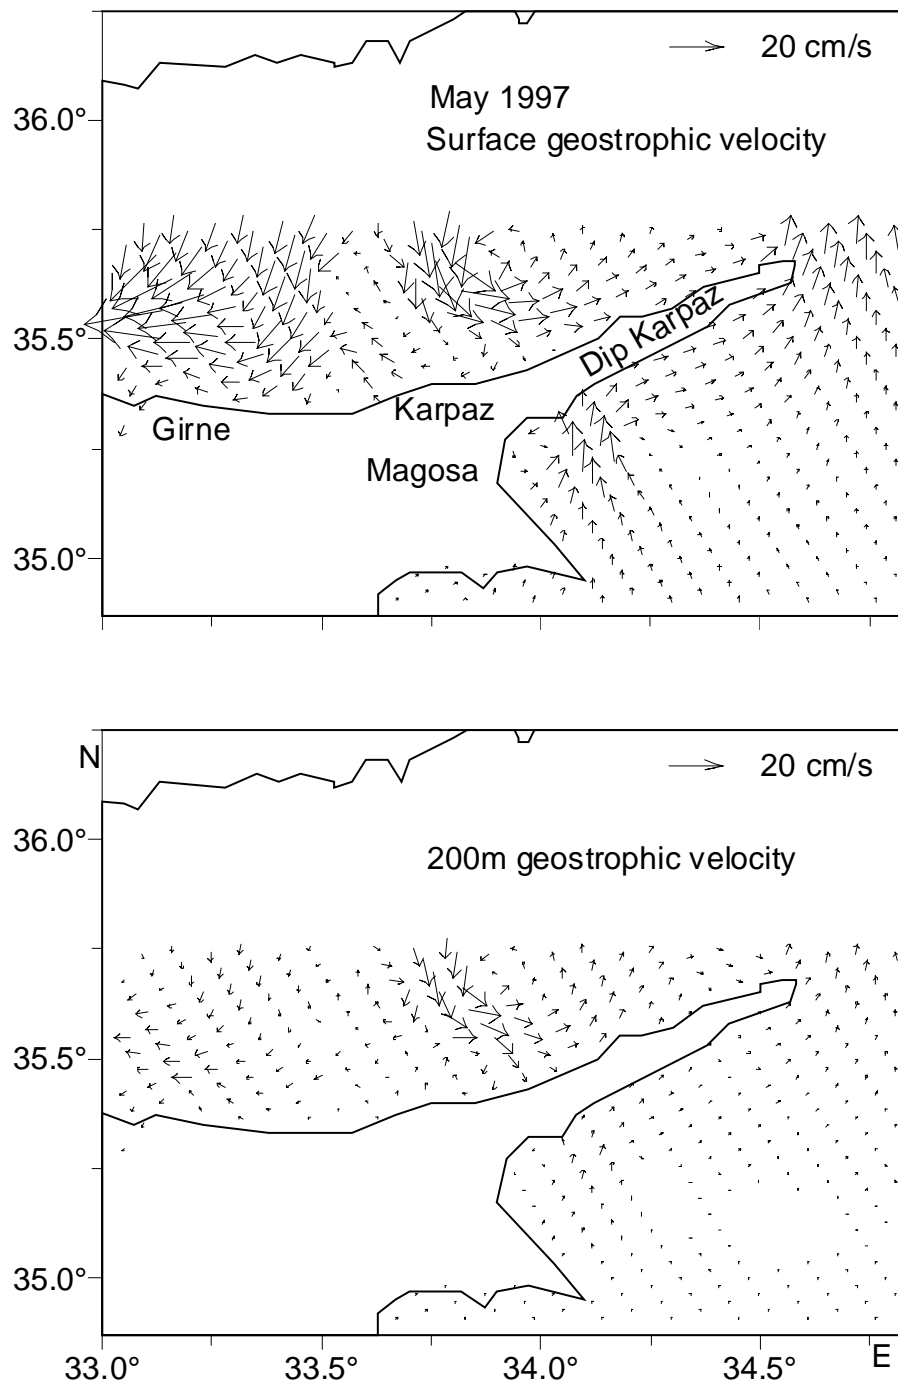 20 cm/s
May 1997
36.0°
Surface geostrophic velocity
35.5°
Dip Karpaz
Karpaz
Girne
Magosa
35.0°
N
20 cm/s
36.0°
200m geostrophic velocity
35.5°
35.0°
33.0°
33.5°
34.0°
34.5°
E